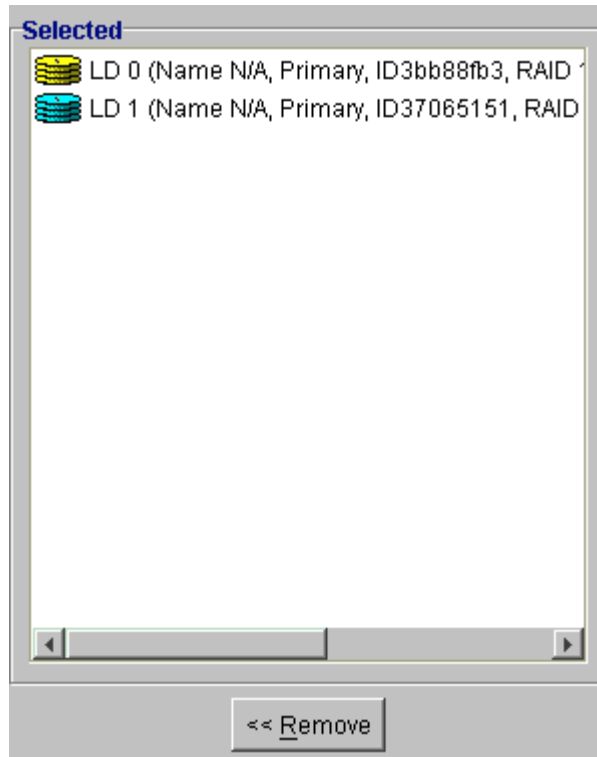 Selected
LD 0 (Name N/A, Primary, ID3bb88fb3, RAID
LD 1 (Name N/A, Primary, ID37065151, RAID
<< Remove